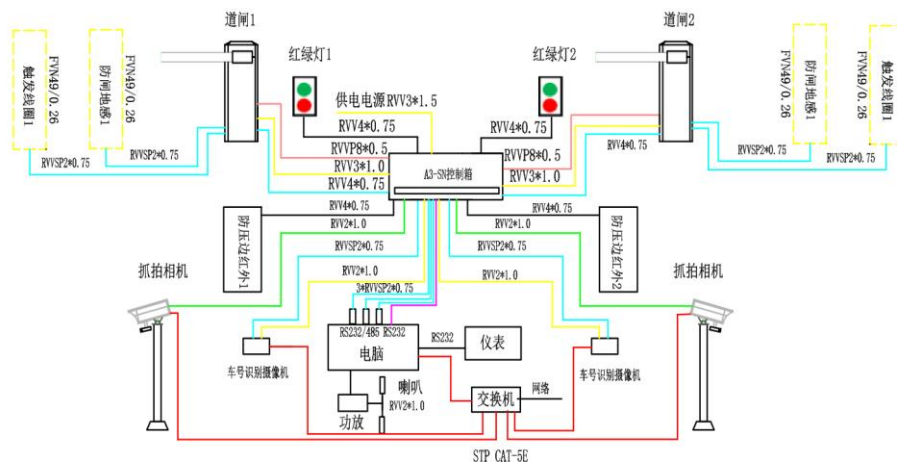 道闸1
道闸2
红绿灯1
红绿灯2
触发线圈1
FVN49/0.26
防闸地感1
FVN49/0.26
防闸地感1
FVN49/0.26
触发线圈1
FVN49/0.26
供电电源RVV3*1.5
RVV4*0.75
RVV4*0.75
RVVP8*0.5
RVVP8*0.5
RVV4*0.75
RVVSP2*0.75
RVVSP2*0.75
RVVSP2*0.75
RVVSP2*0.75
RVV3*1.0
RVV3*1.0
RVV4*0.75
A3-SN控制箱
防压边红外1
防压边红外2
RVV4*0.75
RVV4*0.75
RVV2*1.0
RVV2*1.0
RVVSP2*0.75
RVVSP2*0.75
RVV2*1.0
RVV2*1.0
3*RVVSP2*0.75
抓拍相机
抓拍相机
RS232/485
RS232
电脑
RS232
仪表
车号识别摄像机
车号识别摄像机
喇叭
RVV2*1.0
功放
交换机
网络
STP CAT-5E